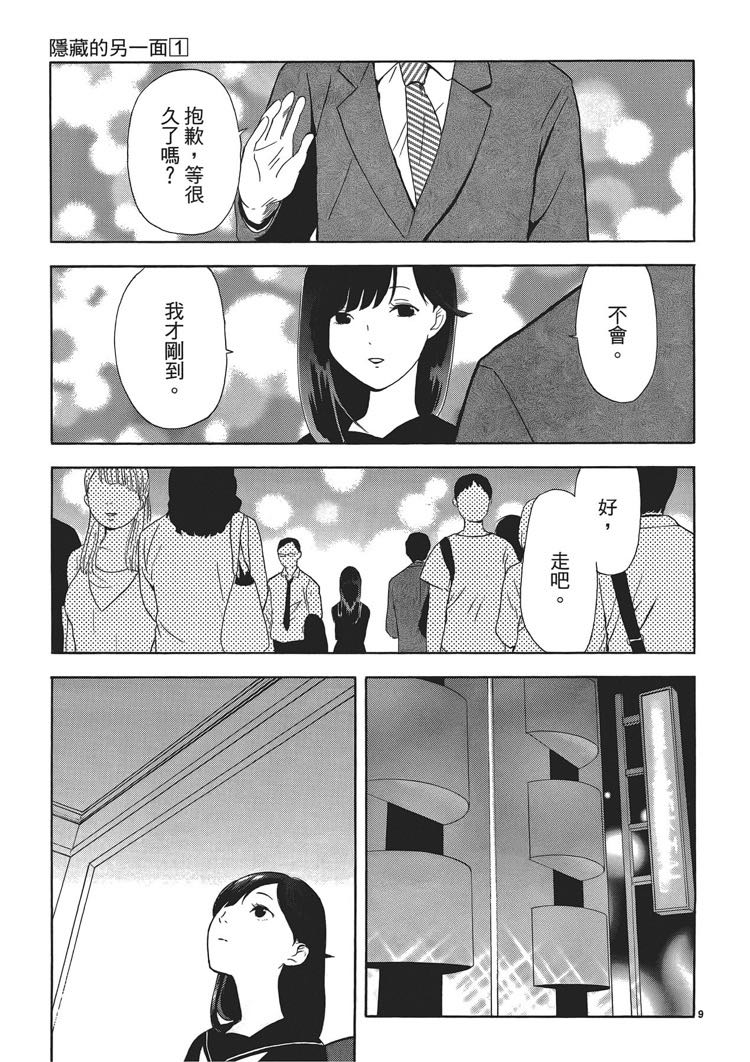 隱藏的另一面1
抱歉，等很
久了嗎？
不會。
我才剛到。
好，
走吧。
9